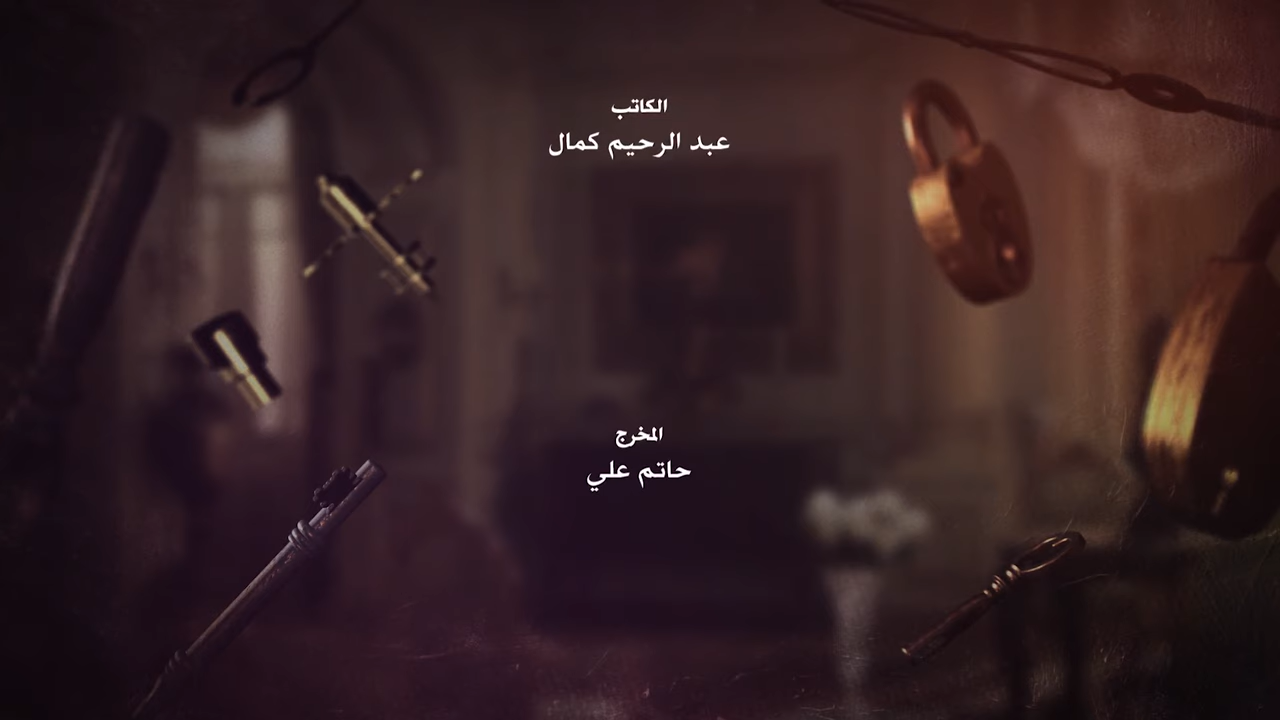 الكاتب
عبد الرحيم كمال
المخرج
حاتم علي